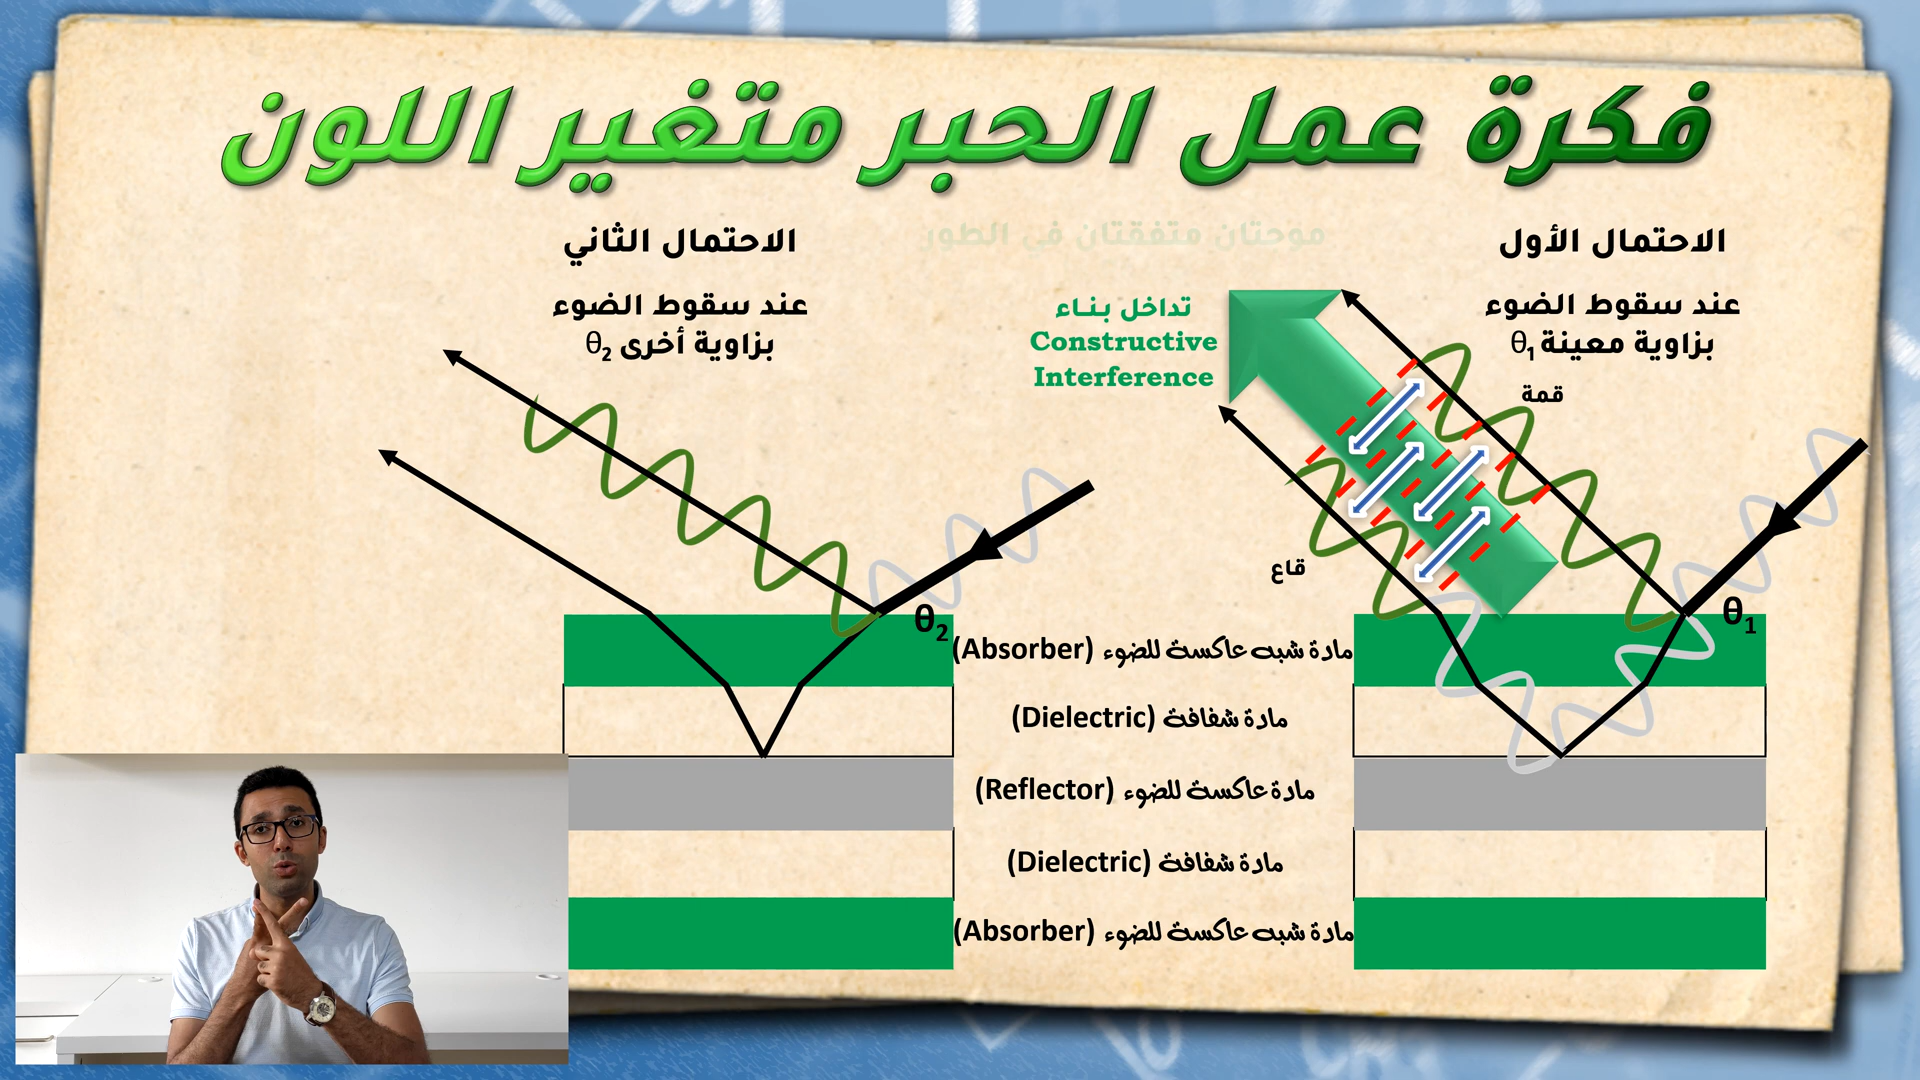 فكرة عمل الحبر متغير اللون
موجتان متفقتان في الطور
الاحتمال الأول
عند سقوط الضوء
بزاوية معينة θ1
قمة
تداخل بناء
Constructive
Interference
قاع
θ1
الاحتمال الثاني
عند سقوط الضوء
بزاوية أخرى θ2
θ2
مادة شبه عاكسة للضوء (Absorber)
مادة شفافة (Dielectric)
مادة عاكسة للضوء (Reflector)
مادة شفافة (Dielectric)
مادة شبه عاكسة للضوء (Absorber)